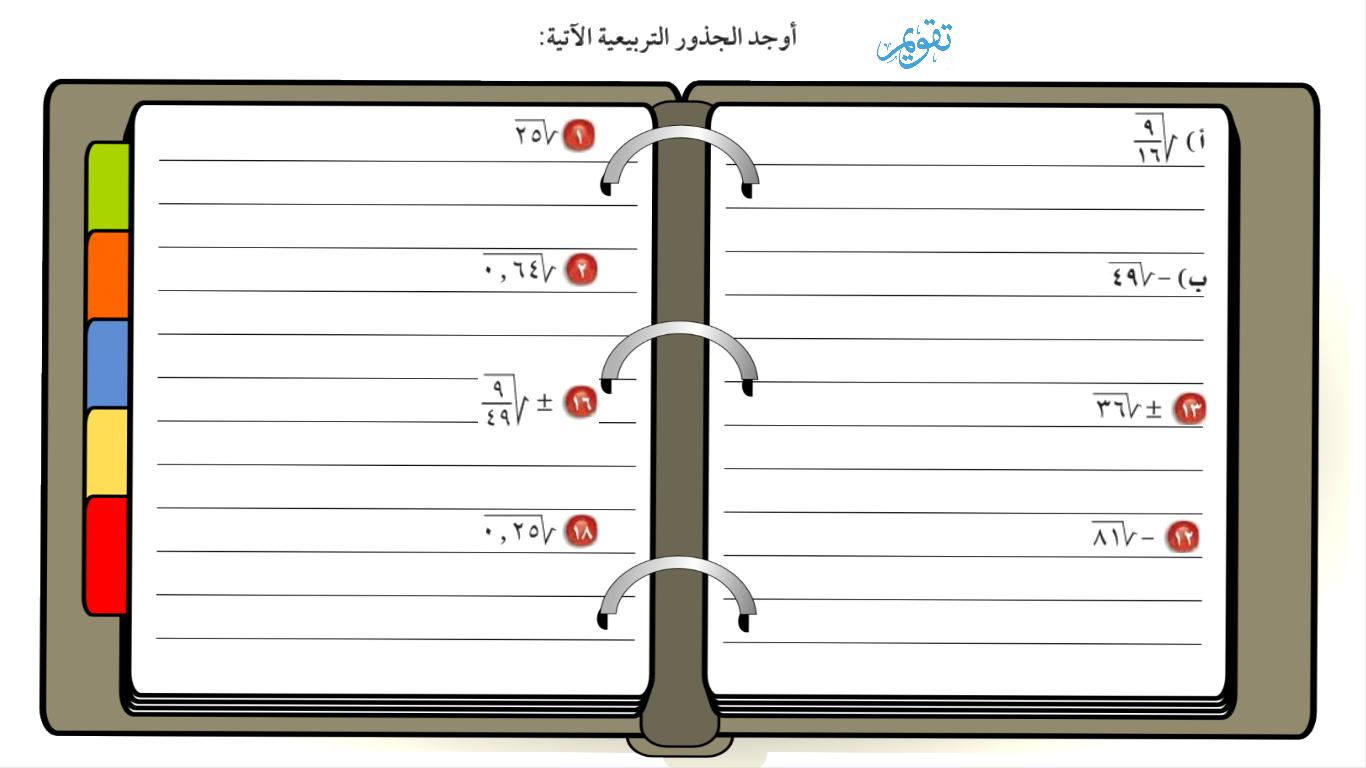 تقويم
أوجد الجذور التربيعية الآتية:
أ) √(٩/١٦)
ب) −√٤٩
١٣ ±√٣٦
١٢ −√٨١
١ √٢٥
٢ √٠,٦٤
١٦ ±√(٩/٤٩)
١٨ √٠,٢٥